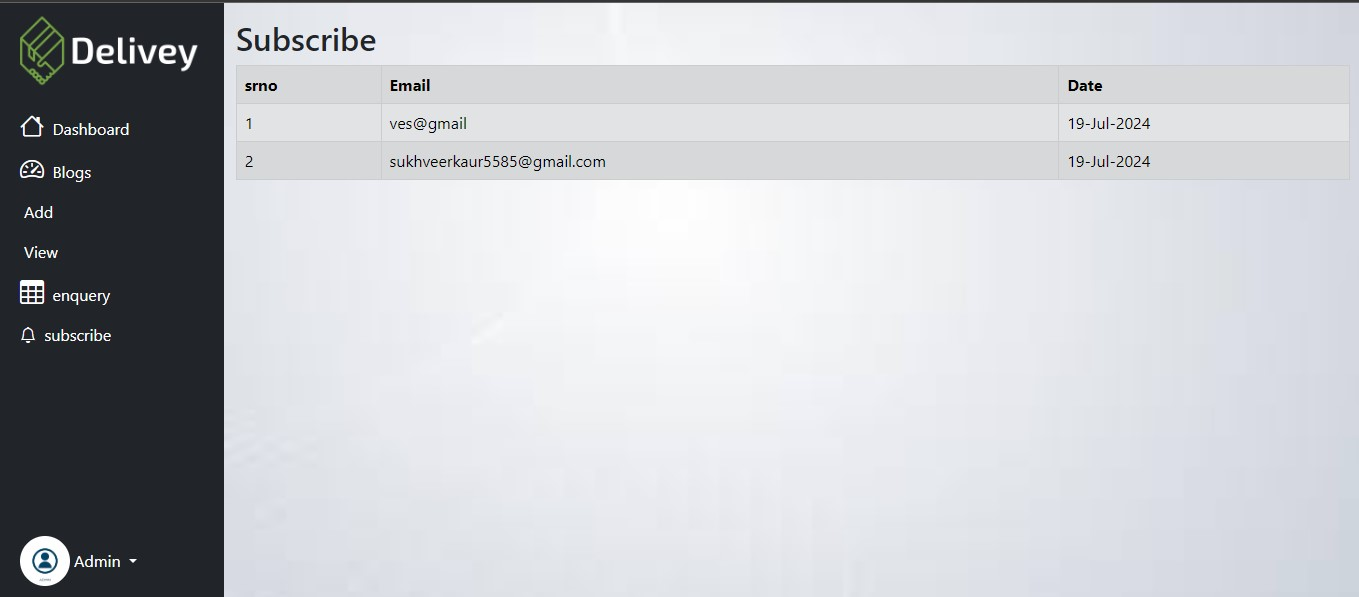 Delivey
Dashboard
Blogs
Add
View
enquery
subscribe
Admin
Subscribe
srno Email Date
1 ves@gmail 19-Jul-2024
2 sukhveerkaur5585@gmail.com 19-Jul-2024